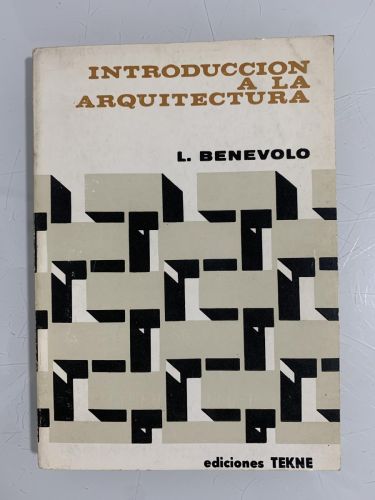 INTRODUCCION
A LA
ARQUITECTURA
L. BENEVOLO
ediciones TEKNE